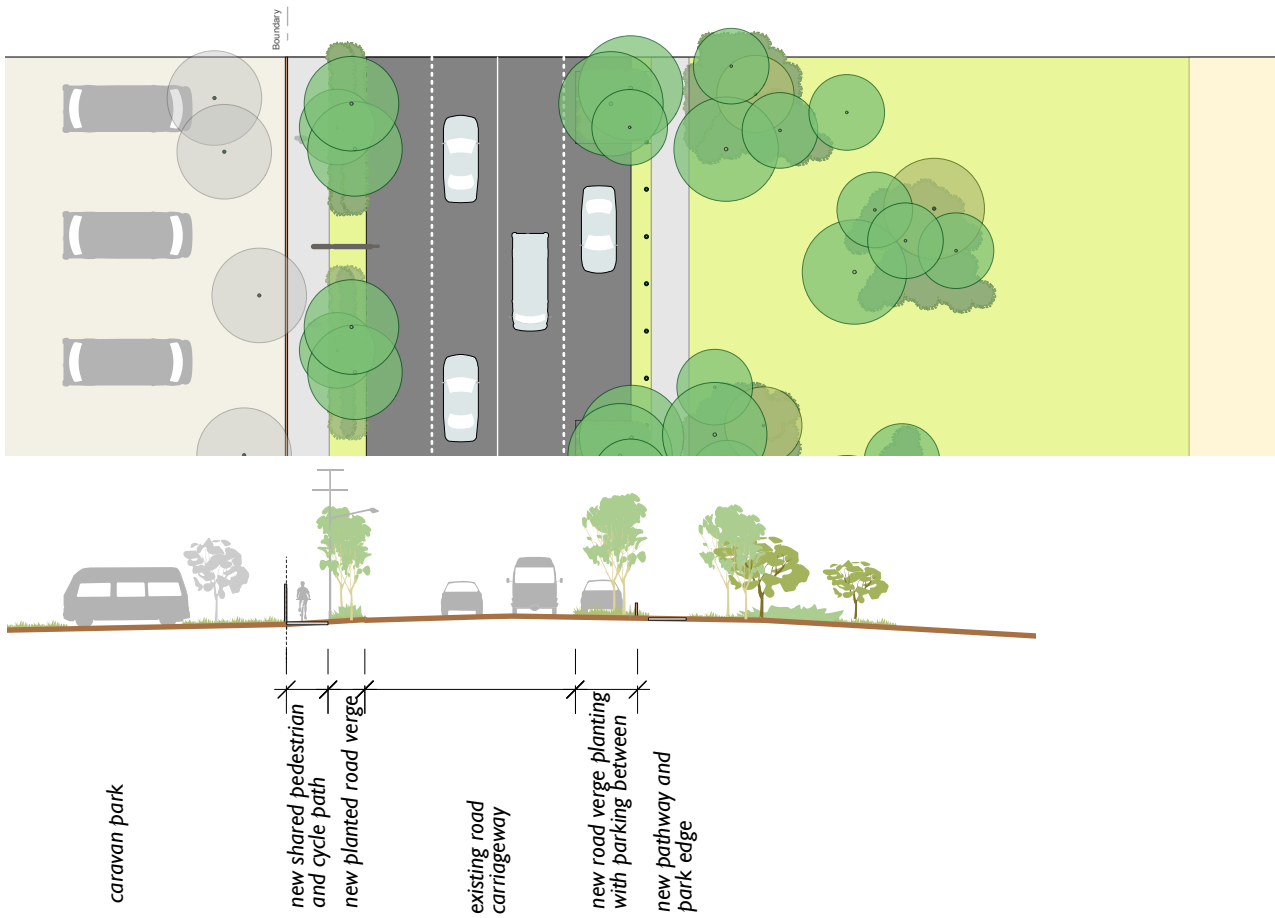 Boundary
caravan park
new shared pedestrian
and cycle path
new planted road verge
existing road
carriageway
new road verge planting
with parking between
new pathway and
park edge